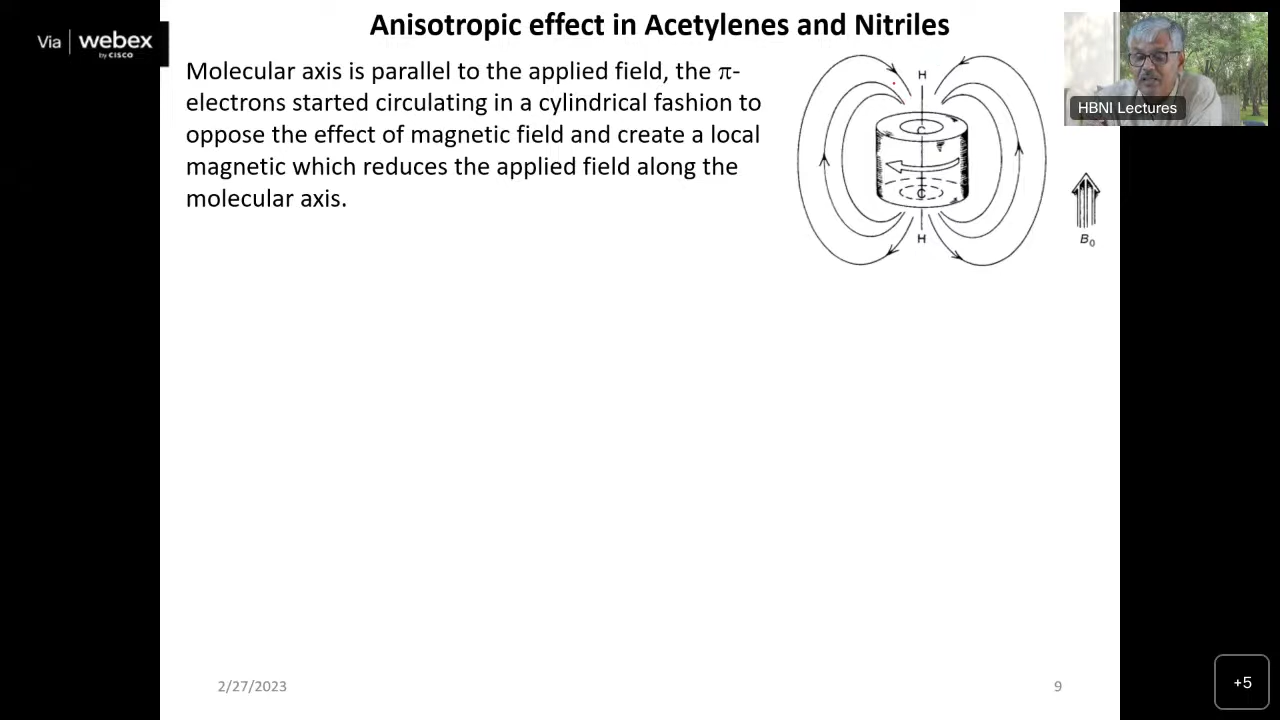 Via | webex
by CISCO
Anisotropic effect in Acetylenes and Nitriles
Molecular axis is parallel to the applied field, the π-
electrons started circulating in a cylindrical fashion to
oppose the effect of magnetic field and create a local
magnetic which reduces the applied field along the
molecular axis.
H
C
C
H
B₀
HBNI Lectures
2/27/2023
9
+5